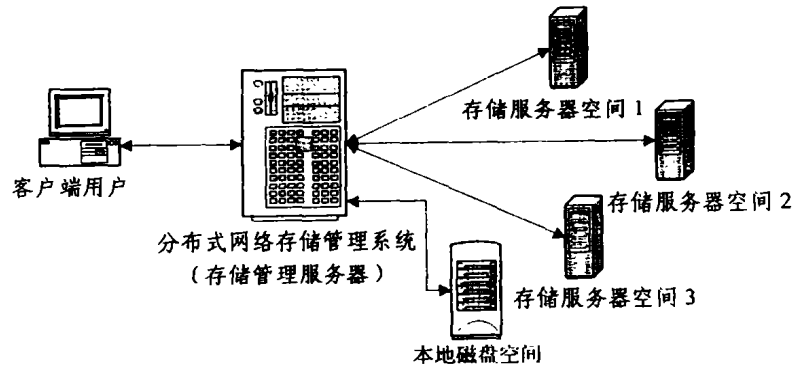 存储服务器空间 1
客户端用户
存储服务器空间 2
分布式网络存储管理系统
(存储管理服务器)
存储服务器空间 3
本地磁盘空间